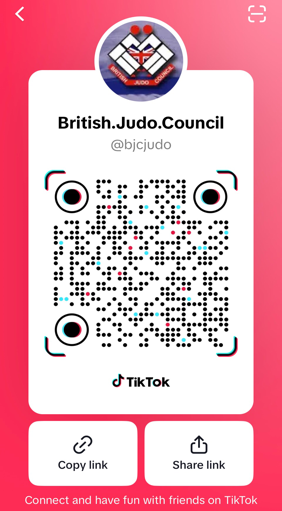 BRITISH JUDO COUNCIL
British.Judo.Council
@bjcjudo
TikTok
Copy link
Share link
Connect and have fun with friends on TikTok